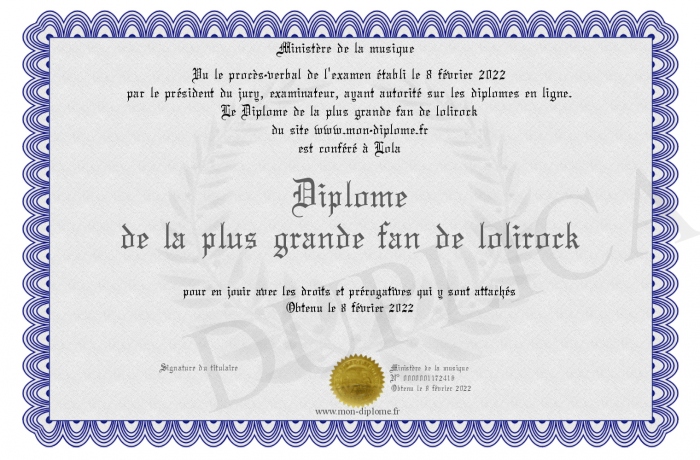 Ministère de la musique
Vu le procès-verbal de l'examen établi le 8 février 2022
par le président du jury, examinateur, ayant autorité sur les diplomes en ligne.
Le Diplome de la plus grande fan de lolirock
du site www.mon-diplome.fr
est conféré à Lola
Diplome
de la plus grande fan de lolirock
pour en jouir avec les droits et prérogatives qui y sont attachés
Obtenu le 8 février 2022
Signature du titulaire
Ministère de la musique
N°
Obtenu le 8 février 2022
www.mon-diplome.fr
DUPLICA